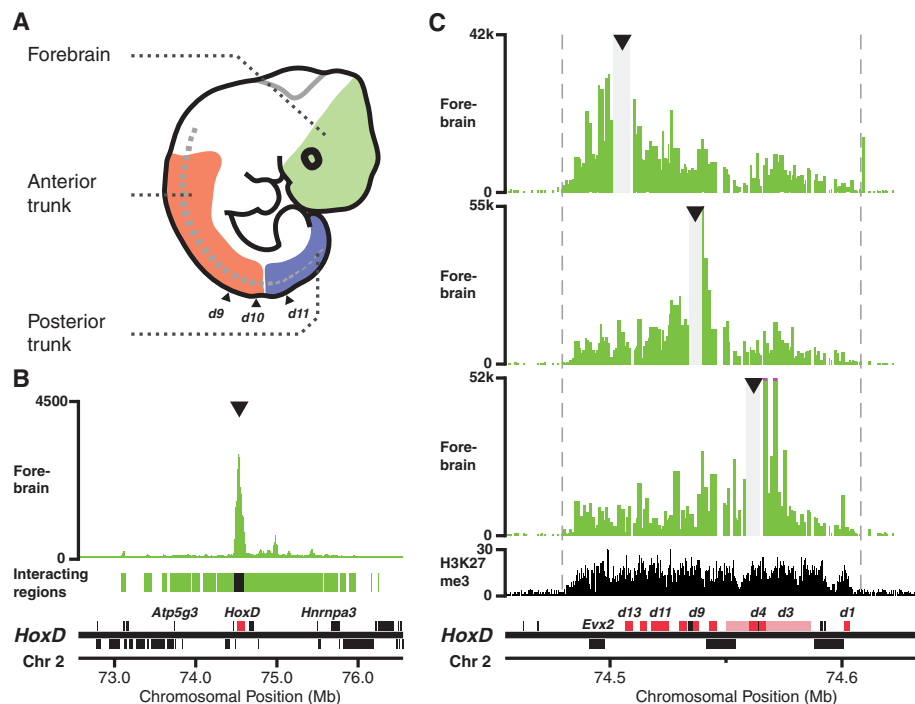 A
Forebrain
Anterior
trunk
Posterior
trunk
d9
d10
d11
B
4500
Fore-
brain
0
Interacting
regions
Atp5g3 HoxD Hnrnpa3
HoxD
Chr 2
73.0 74.0 75.0 76.0
Chromosomal Position (Mb)
C
42k
Fore-
brain
0
55k
Fore-
brain
0
52k
Fore-
brain
0
30
H3K27
me3
0
Evx2 d13 d11 d9 d4 d3 d1
HoxD
Chr 2
74.5 74.6
Chromosomal Position (Mb)